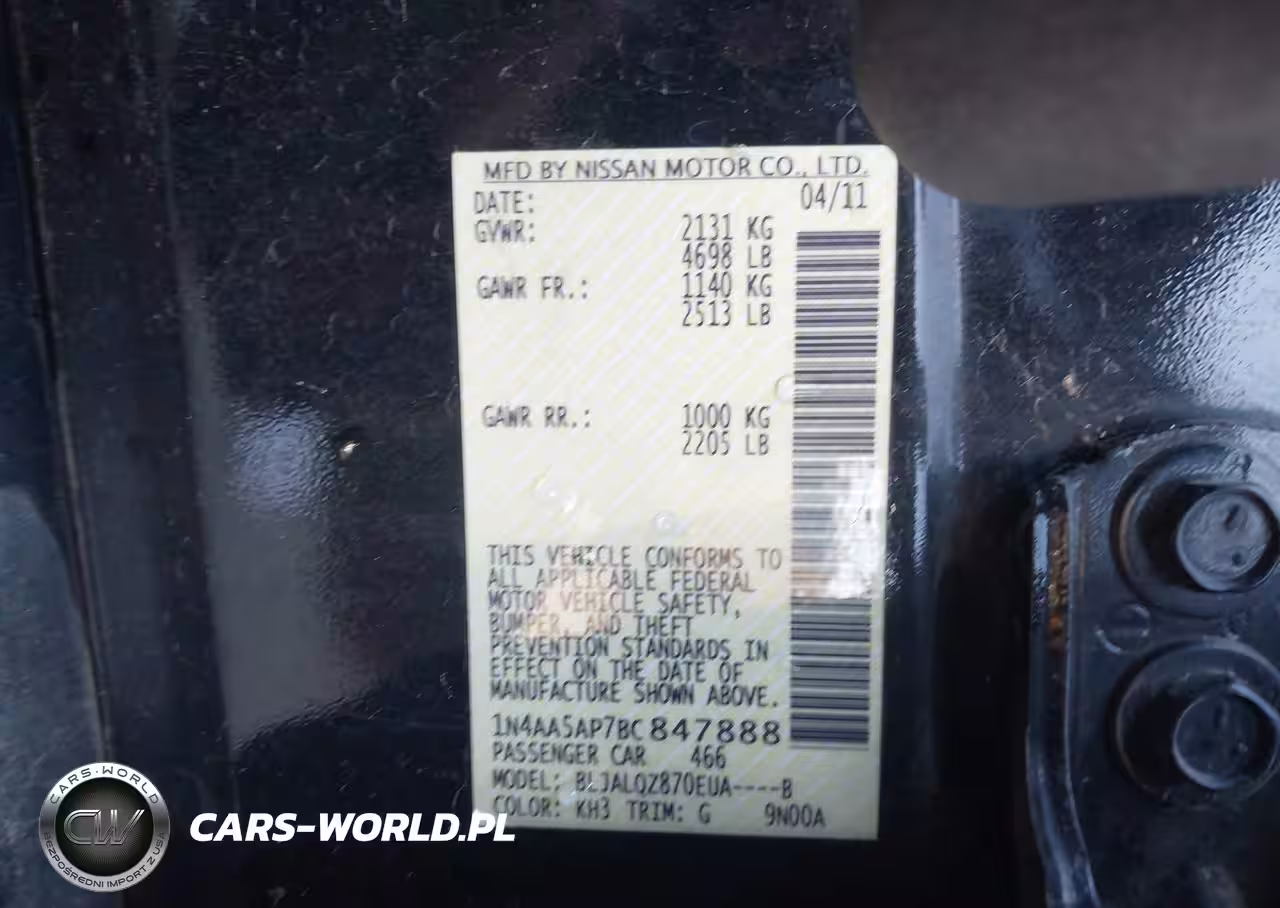 MFD BY NISSAN MOTOR CO., LTD.
DATE: 04/11
GVWR: 2131 KG
4698 LB
GAWR FR.: 1140 KG
2513 LB
GAWR RR.: 1000 KG
2205 LB
THIS VEHICLE CONFORMS TO
ALL APPLICABLE FEDERAL
MOTOR VEHICLE SAFETY,
BUMPER, AND THEFT
PREVENTION STANDARDS IN
EFFECT ON THE DATE OF
MANUFACTURE SHOWN ABOVE.
1N4AA5AP7BC847888
PASSENGER CAR 466
MODEL: BLJALQZ870EUA----B
COLOR: KH3 TRIM: G 9N00A
CARS-WORLD
CW
BEZPOŚREDNI IMPORT Z USA
CARS-WORLD.PL